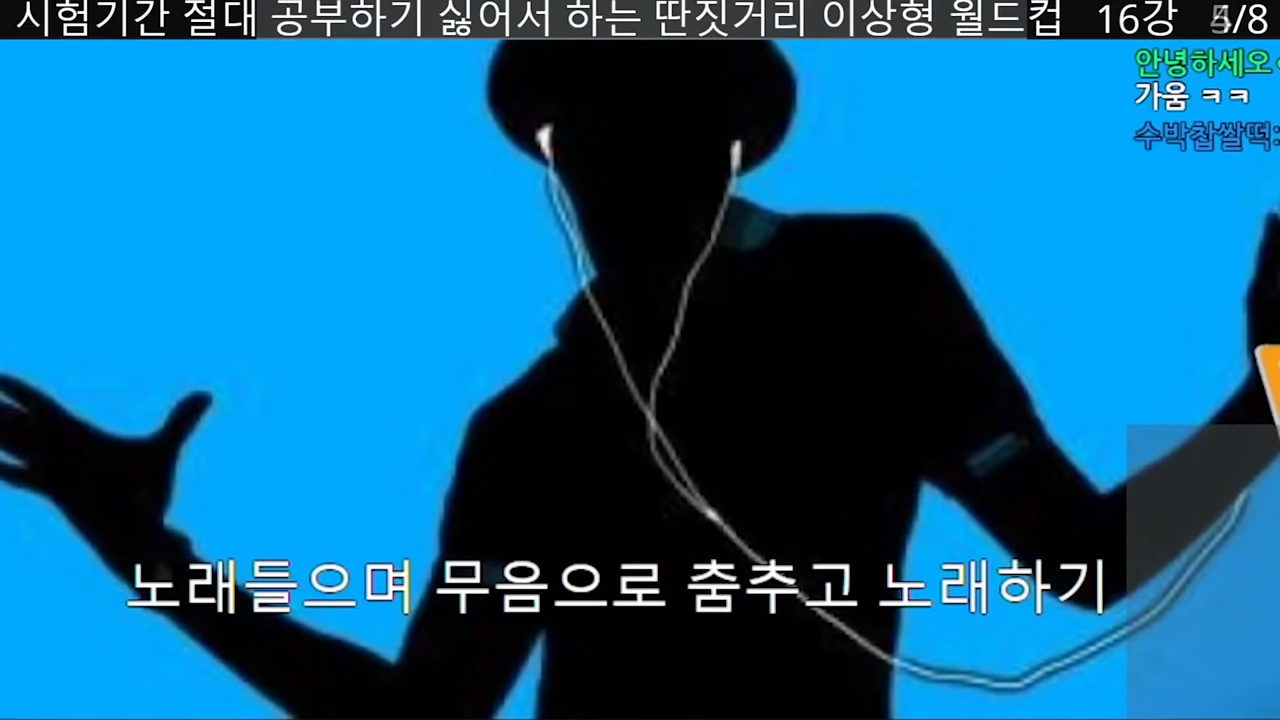 시험기간 절대 공부하기 싫어서 하는 딴짓거리 이상형 월드컵 16강 /8
안녕하세오
가움 ㅋㅋ
수박찹쌀떡:
노래들으며 무음으로 춤추고 노래하기